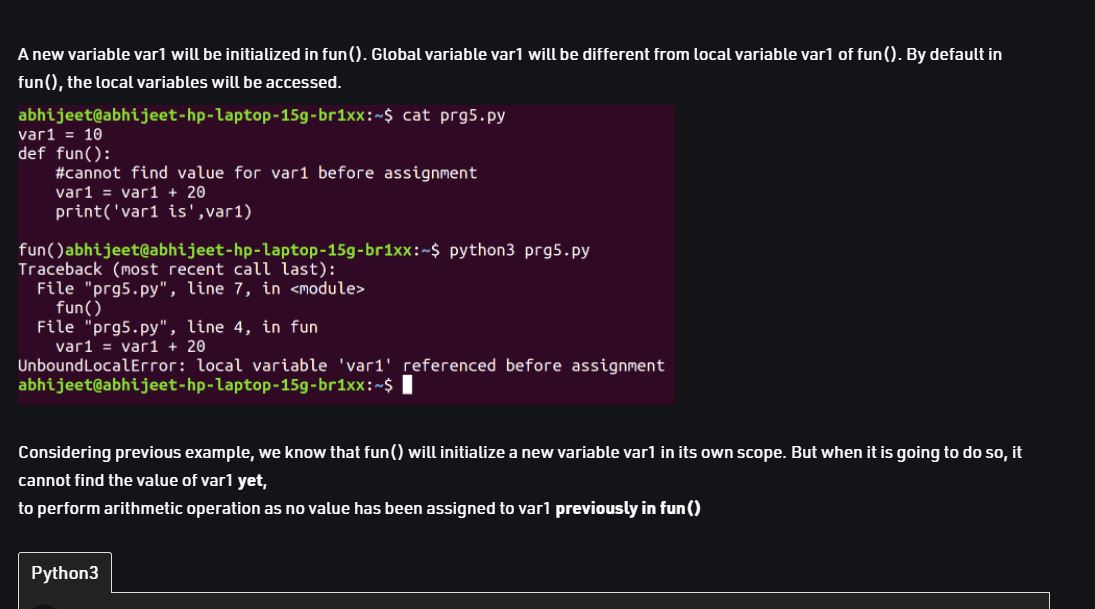 A new variable var1 will be initialized in fun(). Global variable var1 will be different from local variable var1 of fun(). By default in
fun(), the local variables will be accessed.
abhijeet@abhijeet-hp-laptop-15g-br1xx:~$ cat prg5.py
var1 = 10
def fun():
    #cannot find value for var1 before assignment
    var1 = var1 + 20
    print('var1 is',var1)
fun()abhijeet@abhijeet-hp-laptop-15g-br1xx:~$ python3 prg5.py
Traceback (most recent call last):
  File "prg5.py", line 7, in <module>
    fun()
  File "prg5.py", line 4, in fun
    var1 = var1 + 20
UnboundLocalError: local variable 'var1' referenced before assignment
abhijeet@abhijeet-hp-laptop-15g-br1xx:~$
Considering previous example, we know that fun() will initialize a new variable var1 in its own scope. But when it is going to do so, it
cannot find the value of var1 yet,
to perform arithmetic operation as no value has been assigned to var1 previously in fun()
Python3